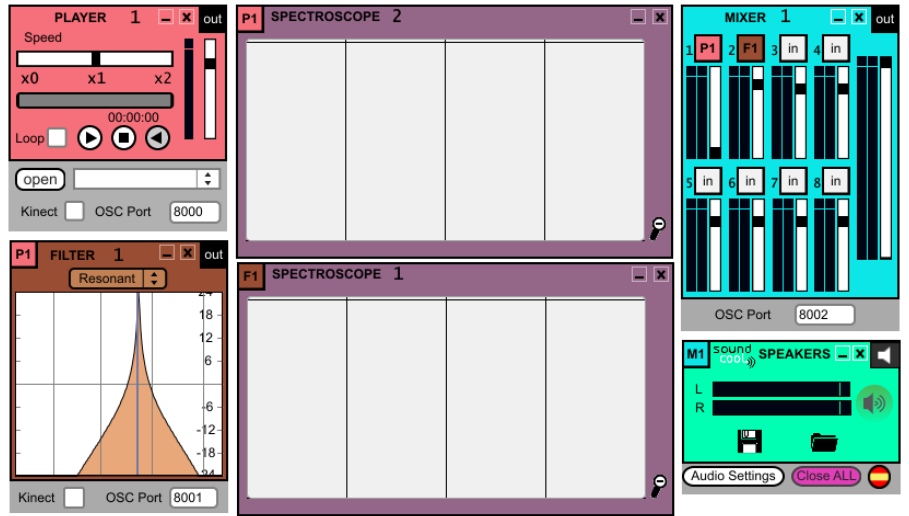 PLAYER 1 out
Speed
x0 x1 x2
00:00:00
Loop
open
Kinect OSC Port 8000
P1 FILTER 1 out
Resonant
24
18
12
6
-6
-12
-18
-24
Kinect OSC Port 8001
P1 SPECTROSCOPE 2
F1 SPECTROSCOPE 1
MIXER 1 out
1 P1 2 F1 3 in 4 in
5 in 6 in 7 in 8 in
OSC Port 8002
M1 sound cool SPEAKERS
L
R
Audio Settings Close ALL